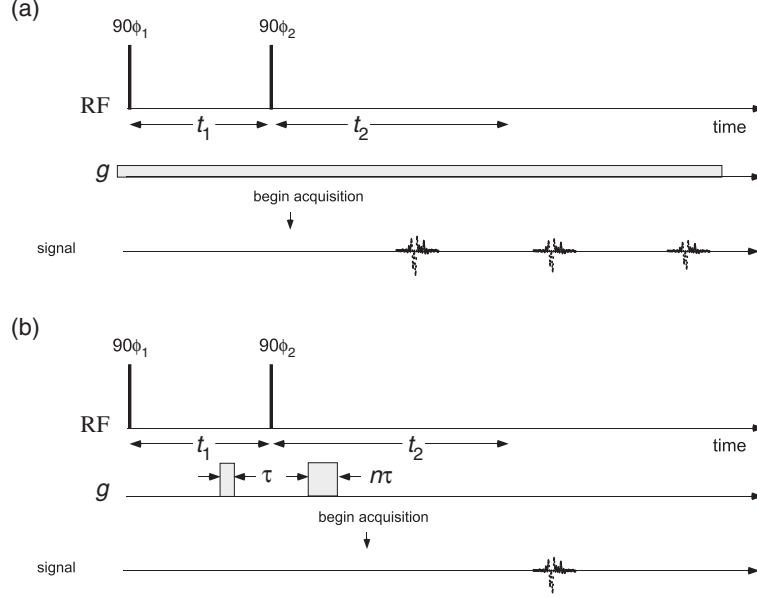 (a)
90ϕ1 90ϕ2
RF
t1 t2 time
g
begin acquisition
signal
(b)
90ϕ1 90ϕ2
RF
t1 t2 time
τ nτ
g
begin acquisition
signal